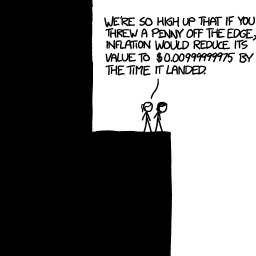 WE'RE SO HIGH UP THAT IF YOU
THREW A PENNY OFF THE EDGE,
INFLATION WOULD REDUCE ITS
VALUE TO $0.00999999975 BY
THE TIME IT LANDED.